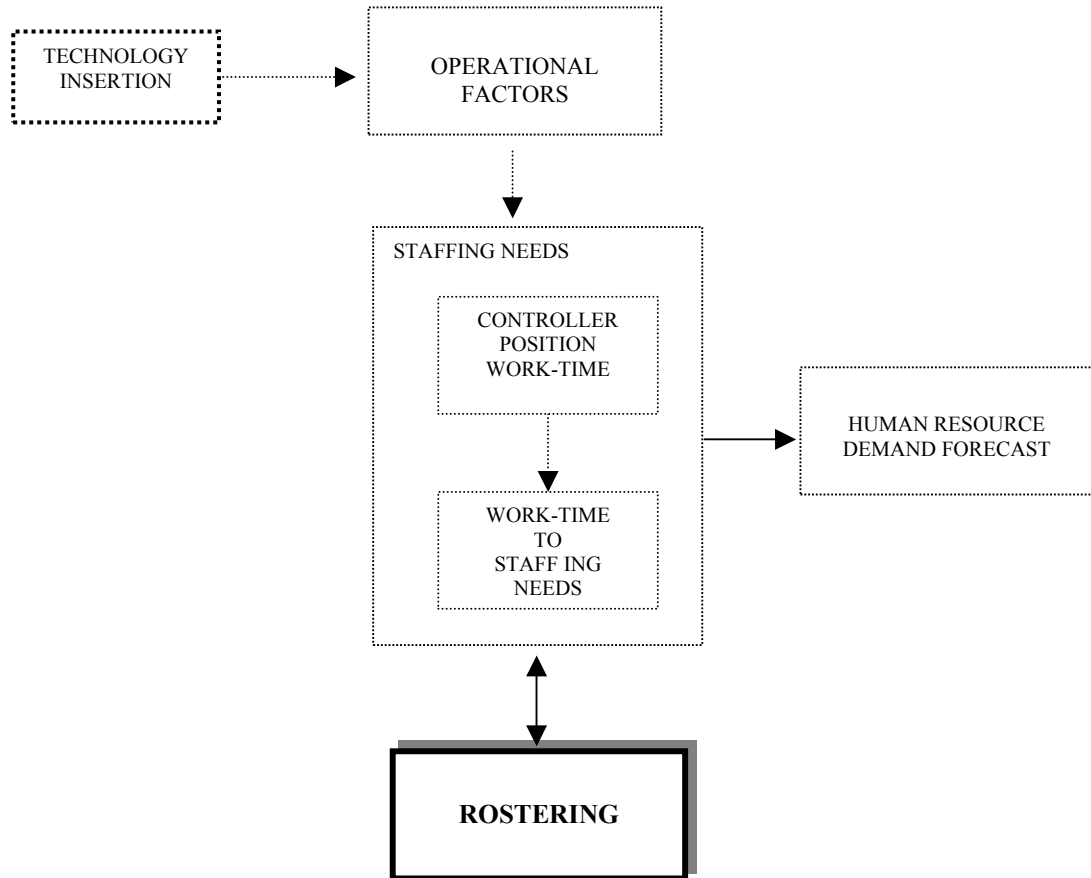 TECHNOLOGY
INSERTION
OPERATIONAL
FACTORS
STAFFING NEEDS
CONTROLLER
POSITION
WORK-TIME
HUMAN RESOURCE
DEMAND FORECAST
WORK-TIME
TO
STAFF ING
NEEDS
ROSTERING